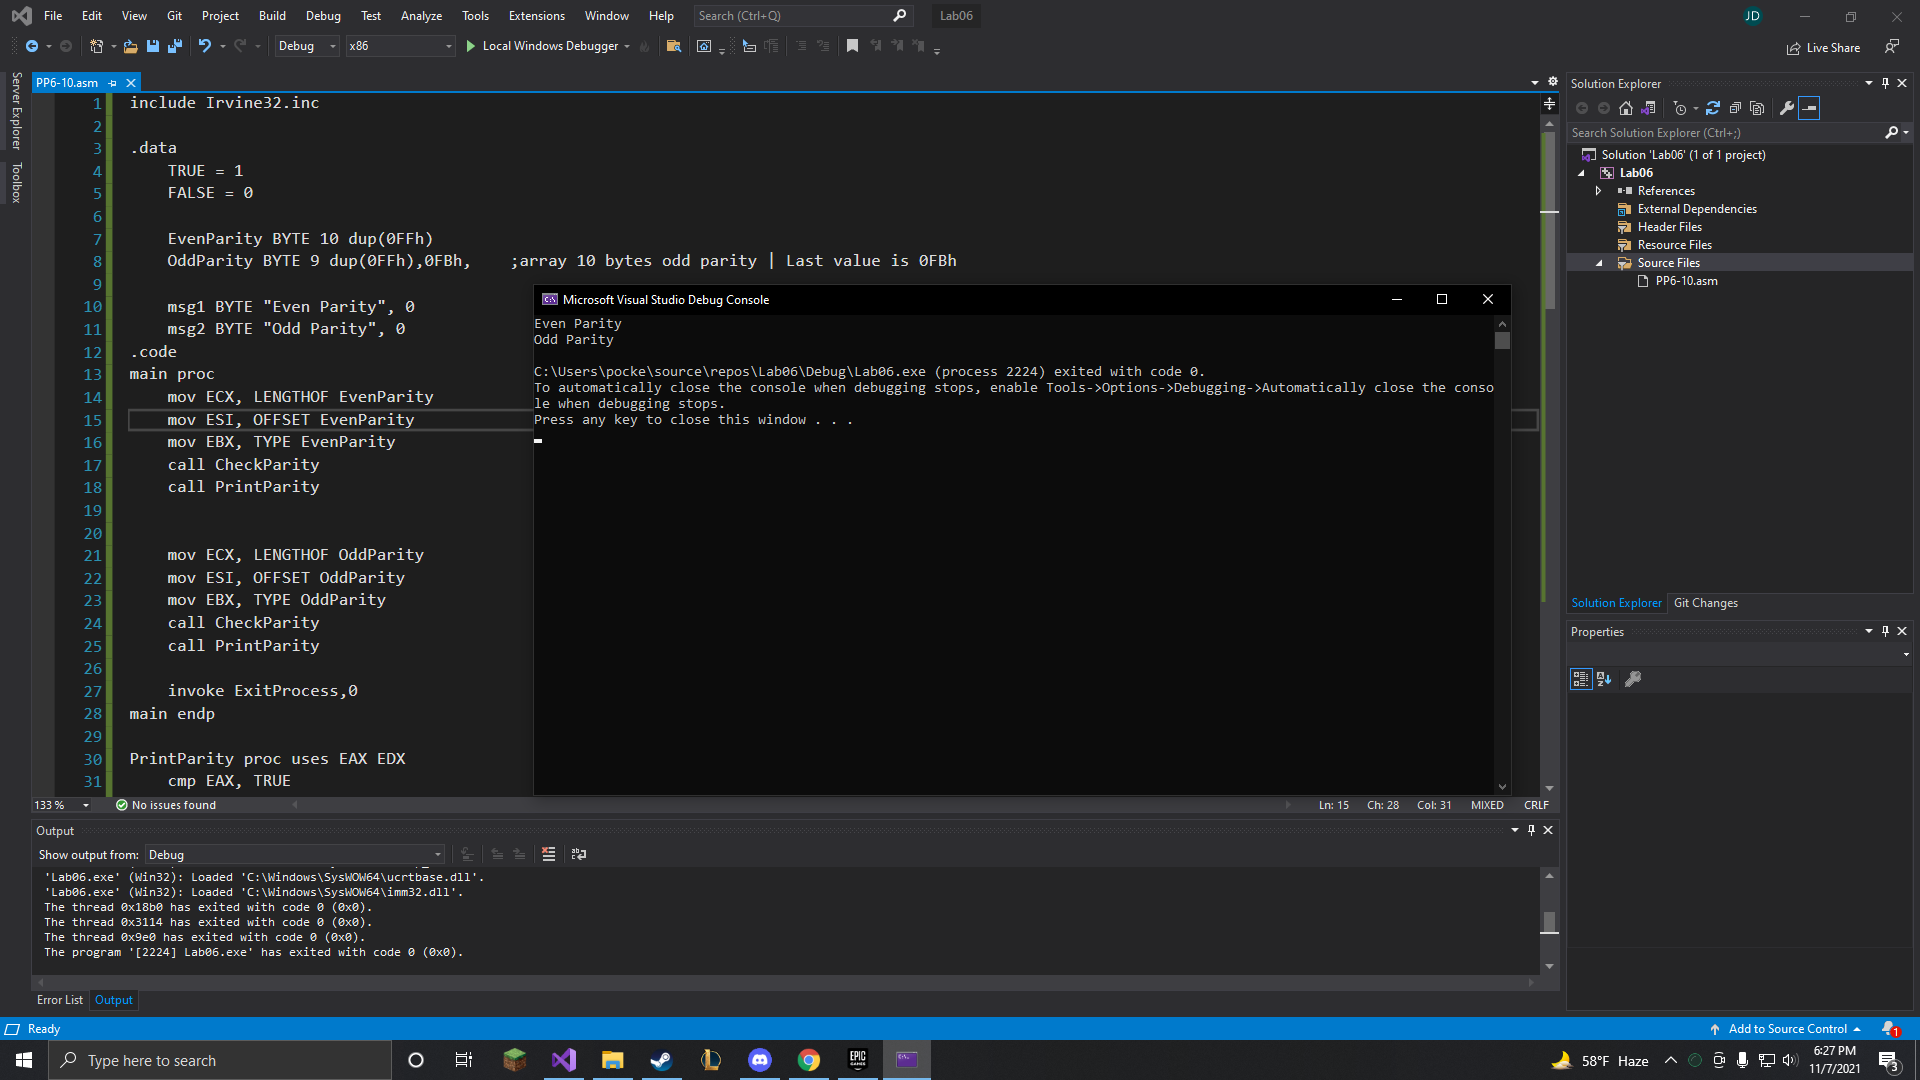 File Edit View Git Project Build Debug Test Analyze Tools Extensions Window Help Search (Ctrl+Q) Lab06 JD
Debug x86 Local Windows Debugger Live Share
Server Explorer
Toolbox
PP6-10.asm
1 include Irvine32.inc
2
3 .data
4 TRUE = 1
5 FALSE = 0
6
7 EvenParity BYTE 10 dup(0FFh)
8 OddParity BYTE 9 dup(0FFh),0FBh, ;array 10 bytes odd parity | Last value is 0FBh
9
10 msg1 BYTE "Even Parity", 0
11 msg2 BYTE "Odd Parity", 0
12 .code
13 main proc
14 mov ECX, LENGTHOF EvenParity
15 mov ESI, OFFSET EvenParity
16 mov EBX, TYPE EvenParity
17 call CheckParity
18 call PrintParity
19
20
21 mov ECX, LENGTHOF OddParity
22 mov ESI, OFFSET OddParity
23 mov EBX, TYPE OddParity
24 call CheckParity
25 call PrintParity
26
27 invoke ExitProcess,0
28 main endp
29
30 PrintParity proc uses EAX EDX
31 cmp EAX, TRUE
133 % No issues found Ln: 15 Ch: 28 Col: 31 MIXED CRLF
Microsoft Visual Studio Debug Console
Even Parity
Odd Parity
C:\Users\pocke\source\repos\Lab06\Debug\Lab06.exe (process 2224) exited with code 0.
To automatically close the console when debugging stops, enable Tools->Options->Debugging->Automatically close the conso
le when debugging stops.
Press any key to close this window . . .
Solution Explorer
Search Solution Explorer (Ctrl+;)
Solution 'Lab06' (1 of 1 project)
Lab06
References
External Dependencies
Header Files
Resource Files
Source Files
PP6-10.asm
Solution Explorer Git Changes
Properties
Output
Show output from: Debug
'Lab06.exe' (Win32): Loaded 'C:\Windows\SysWOW64\ucrtbase.dll'.
'Lab06.exe' (Win32): Loaded 'C:\Windows\SysWOW64\imm32.dll'.
The thread 0x18b0 has exited with code 0 (0x0).
The thread 0x3114 has exited with code 0 (0x0).
The thread 0x9e0 has exited with code 0 (0x0).
The program '[2224] Lab06.exe' has exited with code 0 (0x0).
Error List Output
Ready Add to Source Control 1
Type here to search EPIC GAMES 58°F Haze 6:27 PM
11/7/2021 3